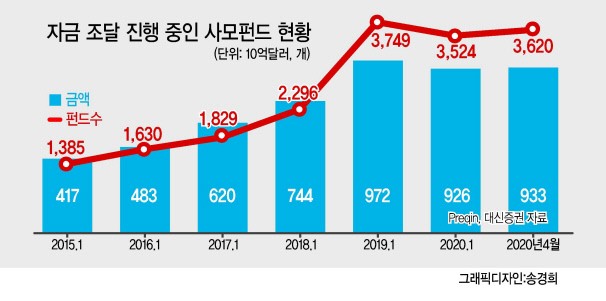 자금 조달 진행 중인 사모펀드 현황
(단위: 10억달러, 개)
금액
펀드수
1,385 1,630 1,829 2,296 3,749 3,524 3,620
417 483 620 744 972 926 933
Preqin, 대신증권 자료
2015.1 2016.1 2017.1 2018.1 2019.1 2020.1 2020년4월
그래픽디자인:송경희